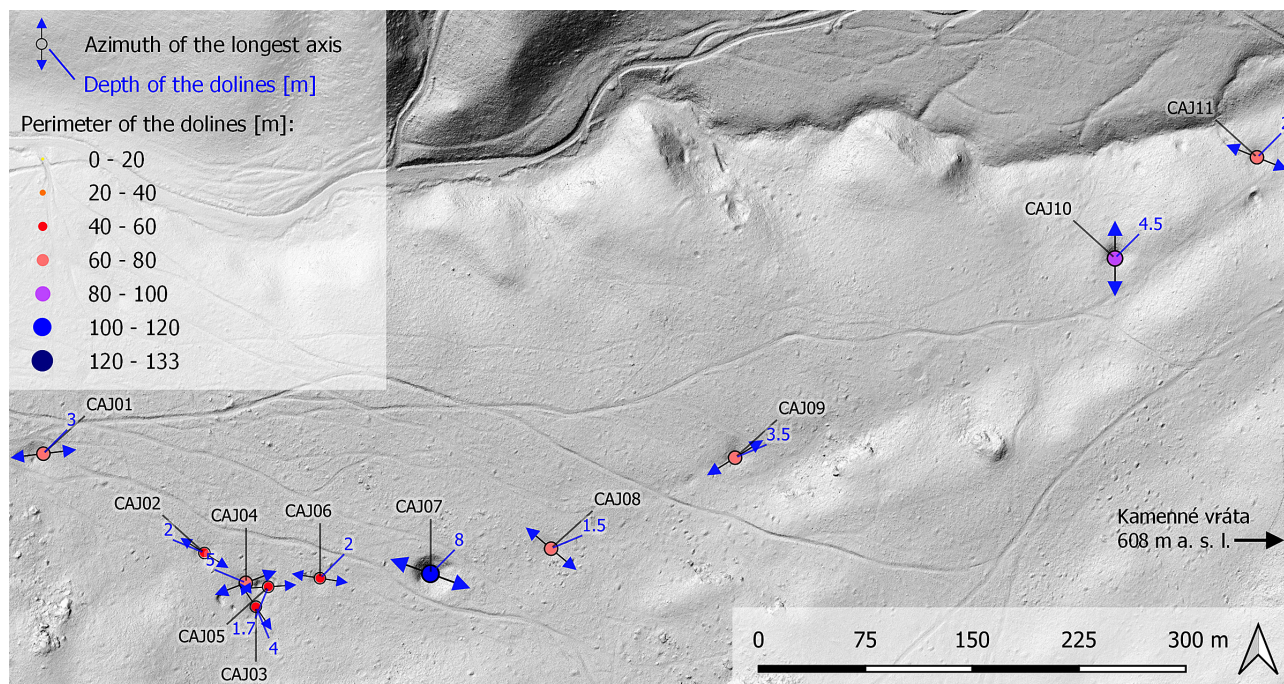 Azimuth of the longest axis
Depth of the dolines [m]
Perimeter of the dolines [m]:
0 - 20
20 - 40
40 - 60
60 - 80
80 - 100
100 - 120
120 - 133
CAJ11
2
CAJ10
4.5
CAJ01
3
CAJ09
3.5
CAJ02
2
CAJ04
5
CAJ06
2
CAJ07
8
CAJ08
1.5
Kamenné vráta
608 m a. s. l.
CAJ05
1.7
4
CAJ03
0 75 150 225 300 m